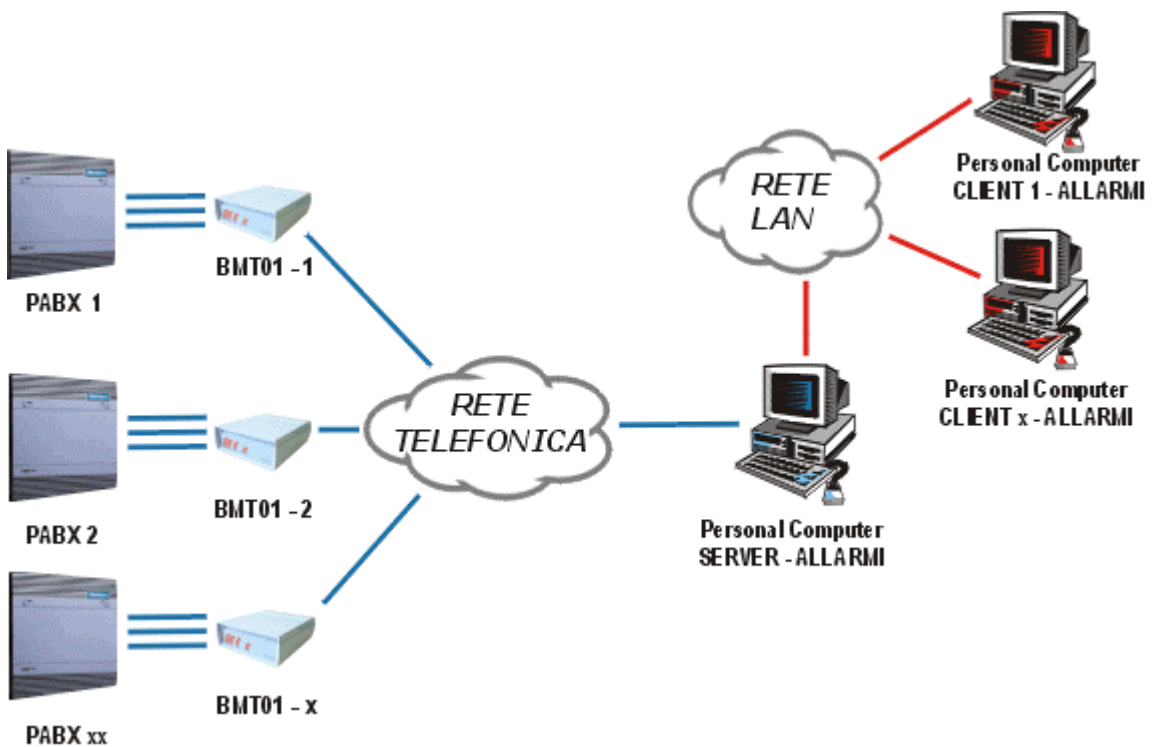 PABX 1
BMT01 - 1
PABX 2
BMT01 - 2
PABX xx
BMT01 - x
RETE
TELEFONICA
RETE
LAN
Personal Computer
SERVER - ALLARMI
Personal Computer
CLIENT 1 - ALLARMI
Personal Computer
CLIENT x - ALLARMI